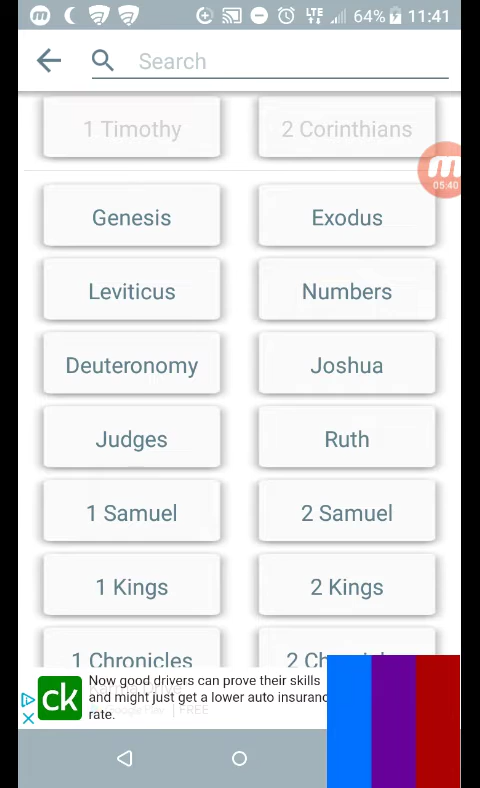 64% 11:41
Search
1 Timothy 2 Corinthians
05:40
Genesis Exodus
Leviticus Numbers
Deuteronomy Joshua
Judges Ruth
1 Samuel 2 Samuel
1 Kings 2 Kings
1 Chronicles 2
Now good drivers can prove their skills
and might just get a lower auto insuranc
rate.
FREE
ck